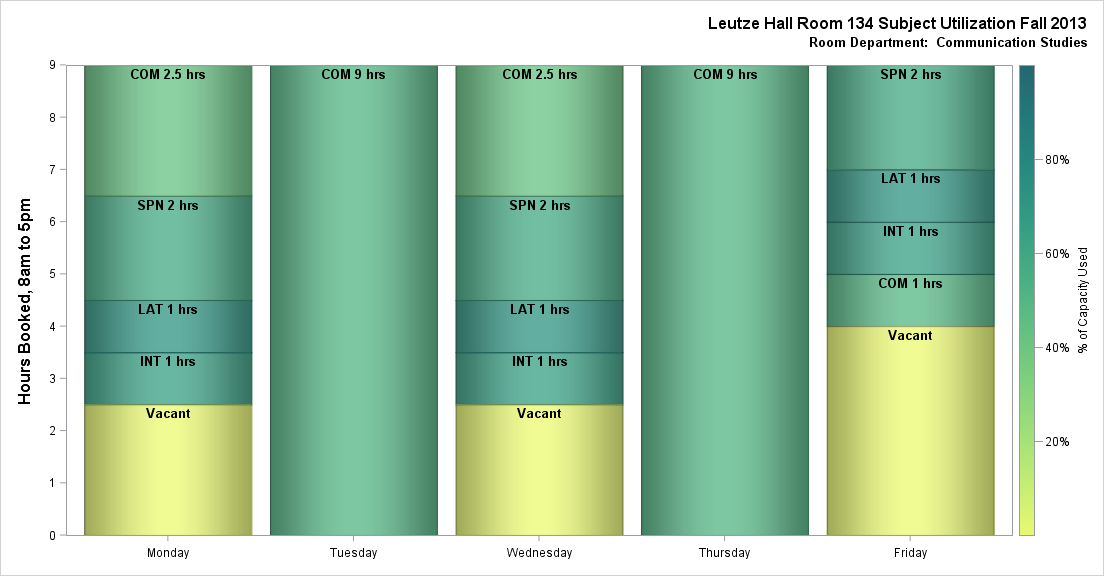 Leutze Hall Room 134 Subject Utilization Fall 2013
Room Department: Communication Studies
Hours Booked, 8am to 5pm
9
8
7
6
5
4
3
2
1
0
COM 2.5 hrs
SPN 2 hrs
LAT 1 hrs
INT 1 hrs
Vacant
COM 9 hrs
COM 2.5 hrs
SPN 2 hrs
LAT 1 hrs
INT 1 hrs
Vacant
COM 9 hrs
SPN 2 hrs
LAT 1 hrs
INT 1 hrs
COM 1 hrs
Vacant
Monday
Tuesday
Wednesday
Thursday
Friday
80%
60%
40%
20%
% of Capacity Used